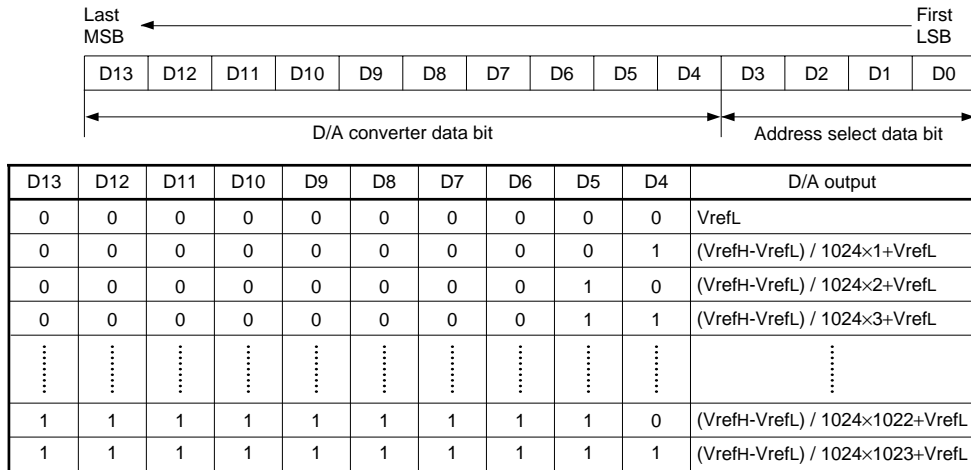 Last First
MSB LSB
D13 D12 D11 D10 D9 D8 D7 D6 D5 D4 D3 D2 D1 D0
D/A converter data bit Address select data bit
D13 D12 D11 D10 D9 D8 D7 D6 D5 D4 D/A output
0 0 0 0 0 0 0 0 0 0 VrefL
0 0 0 0 0 0 0 0 0 1 (VrefH-VrefL) / 1024×1+VrefL
0 0 0 0 0 0 0 0 1 0 (VrefH-VrefL) / 1024×2+VrefL
0 0 0 0 0 0 0 0 1 1 (VrefH-VrefL) / 1024×3+VrefL
1 1 1 1 1 1 1 1 1 0 (VrefH-VrefL) / 1024×1022+VrefL
1 1 1 1 1 1 1 1 1 1 (VrefH-VrefL) / 1024×1023+VrefL